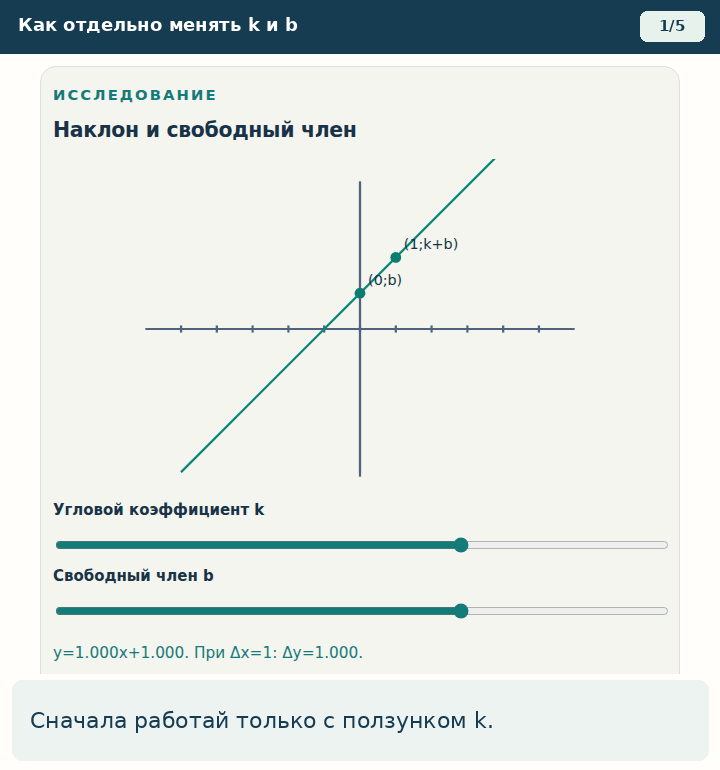 Как отдельно менять k и b
1/5
ИССЛЕДОВАНИЕ
Наклон и свободный член
(1;k+b)
(0;b)
Угловой коэффициент k
Свободный член b
y=1.000x+1.000. При Δx=1: Δy=1.000.
Сначала работай только с ползунком k.